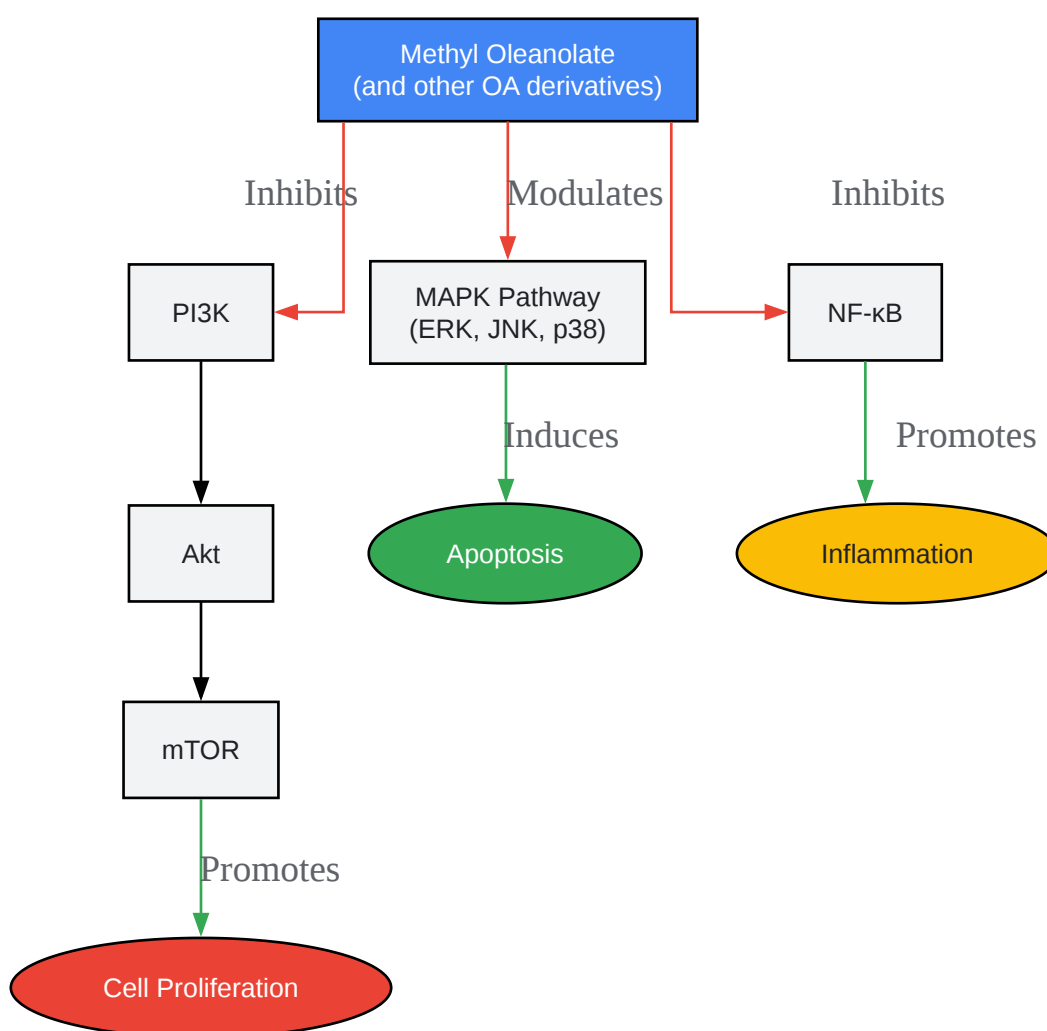 Methyl Oleanolate
(and other OA derivatives)
Inhibits
Modulates
Inhibits
PI3K
MAPK Pathway
(ERK, JNK, p38)
NF-κB
Induces
Promotes
Akt
Apoptosis
Inflammation
mTOR
Promotes
Cell Proliferation